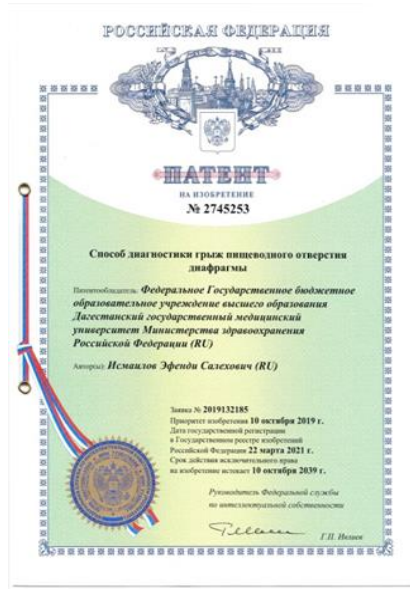 РОССИЙСКАЯ ФЕДЕРАЦИЯ
ПАТЕНТ
НА ИЗОБРЕТЕНИЕ
№ 2745253
Способ диагностики грыж пищеводного отверстия
диафрагмы
Патентообладатель: Федеральное Государственное бюджетное
образовательное учреждение высшего образования
Дагестанский государственный медицинский
университет Министерства здравоохранения
Российской Федерации (RU)
Автор(ы): Исмаилов Эфенди Салехович (RU)
Заявка № 2019132185
Приоритет изобретения 10 октября 2019 г.
Дата государственной регистрации
в Государственном реестре изобретений
Российской Федерации 22 марта 2021 г.
Срок действия исключительного права
на изобретение истекает 10 октября 2039 г.
Руководитель Федеральной службы
по интеллектуальной собственности
Г.П. Ивлиев